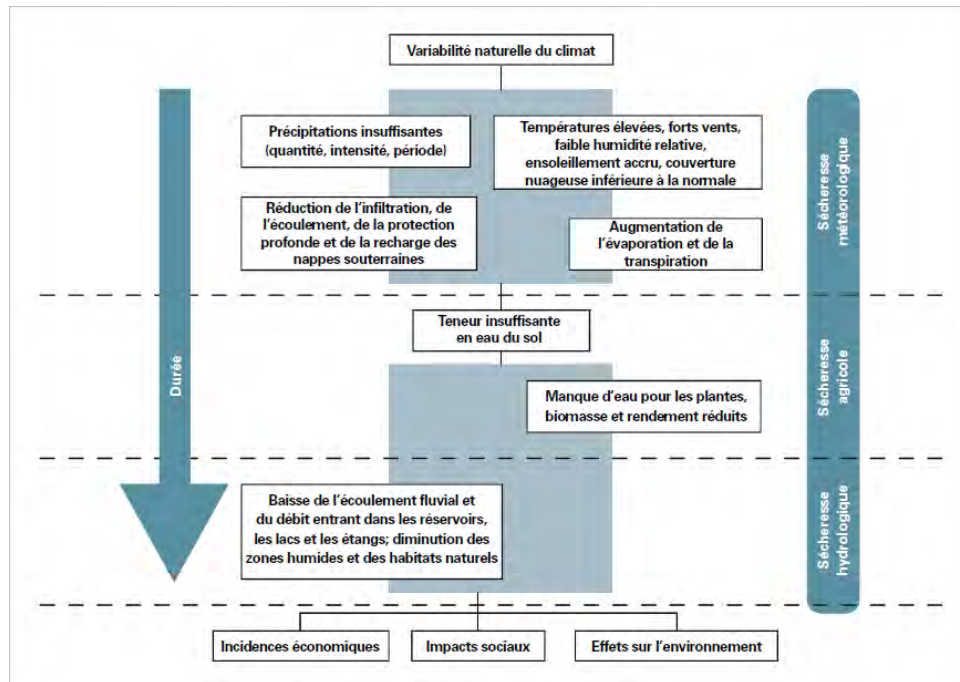 Variabilité naturelle du climat
Précipitations insuffisantes
(quantité, intensité, période)
Températures élevées, forts vents,
faible humidité relative,
ensoleillement accru, couverture
nuageuse inférieure à la normale
Réduction de l’infiltration, de
l’écoulement, de la protection
profonde et de la recharge des
nappes souterraines
Augmentation de
l’évaporation et de la
transpiration
Sécheresse
météorologique
Teneur insuffisante
en eau du sol
Durée
Manque d’eau pour les plantes,
biomasse et rendement réduits
Sécheresse
agricole
Baisse de l’écoulement fluvial et
du débit entrant dans les réservoirs,
les lacs et les étangs; diminution des
zones humides et des habitats naturels
Sécheresse
hydrologique
Incidences économiques
Impacts sociaux
Effets sur l’environnement